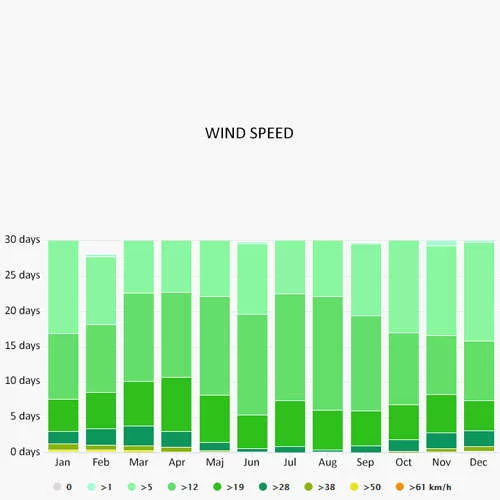 WIND SPEED
30 days
25 days
20 days
15 days
10 days
5 days
0 days
Jan Feb Mar Apr Maj Jun Jul Aug Sep Oct Nov Dec
0 >1 >5 >12 >19 >28 >38 >50 >61 km/h